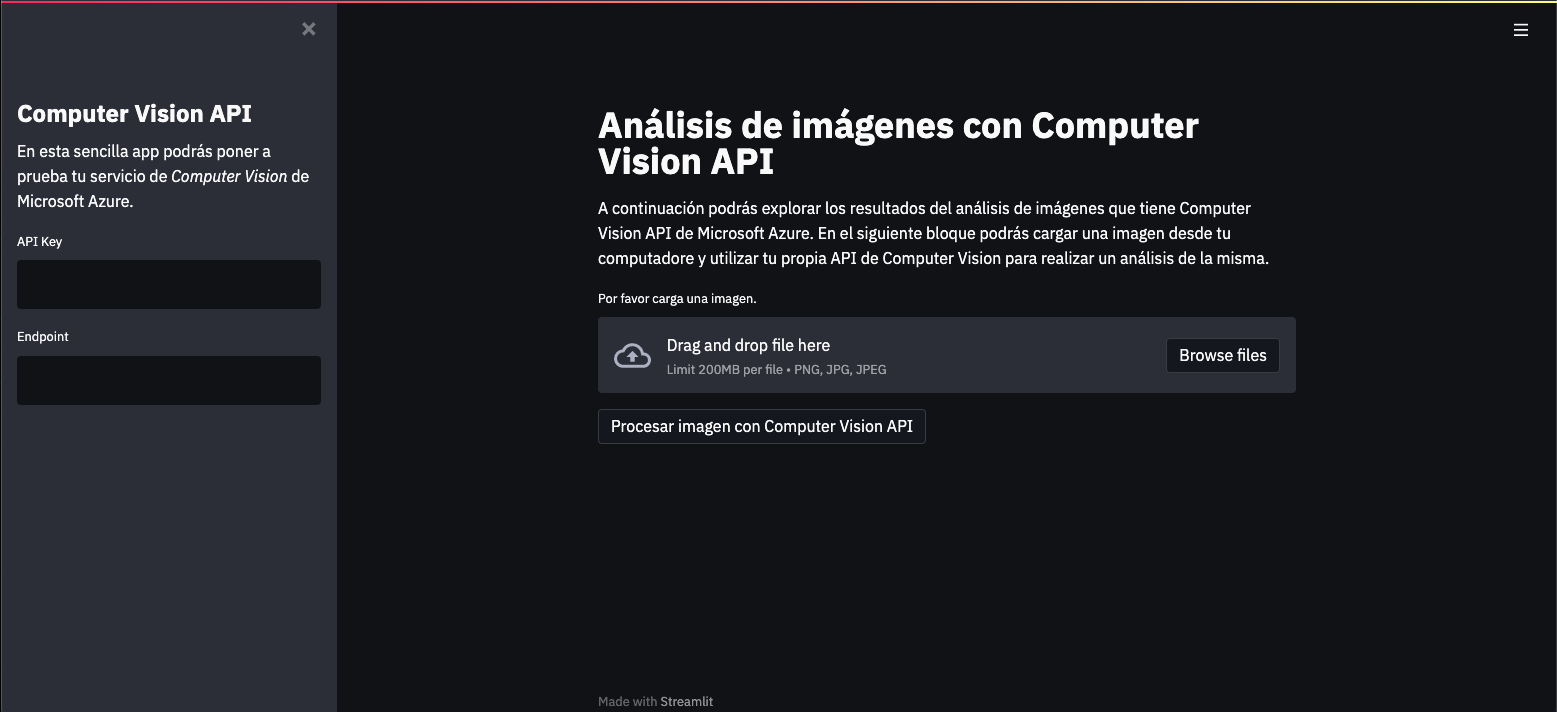 Computer Vision API
En esta sencilla app podrás poner a
prueba tu servicio de Computer Vision de
Microsoft Azure.
API Key
Endpoint
Análisis de imágenes con Computer
Vision API
A continuación podrás explorar los resultados del análisis de imágenes que tiene Computer
Vision API de Microsoft Azure. En el siguiente bloque podrás cargar una imagen desde tu
computadore y utilizar tu propia API de Computer Vision para realizar un análisis de la misma.
Por favor carga una imagen.
Drag and drop file here
Limit 200MB per file • PNG, JPG, JPEG
Browse files
Procesar imagen con Computer Vision API
Made with Streamlit